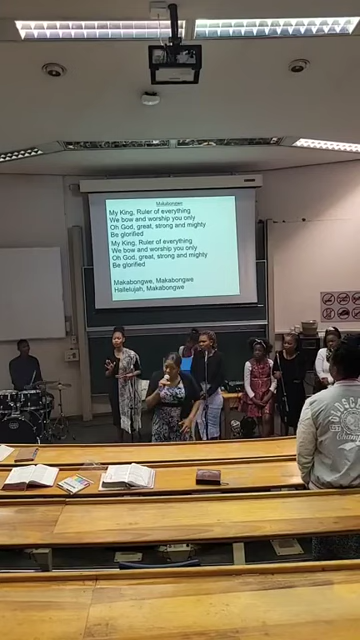 Makabongwe
My King, Ruler of everything
We bow and worship you only
Oh God, great, strong and mighty
Be glorified
My King, Ruler of everything
We bow and worship you only
Oh God, great, strong and mighty
Be glorified
Makabongwe, Makabongwe
Hallelujah, Makabongwe